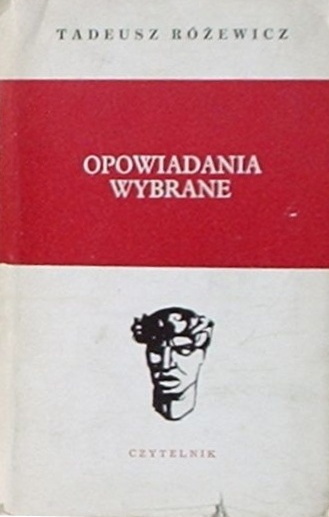 TADEUSZ RÓŻEWICZ
OPOWIADANIA
WYBRANE
CZYTELNIK